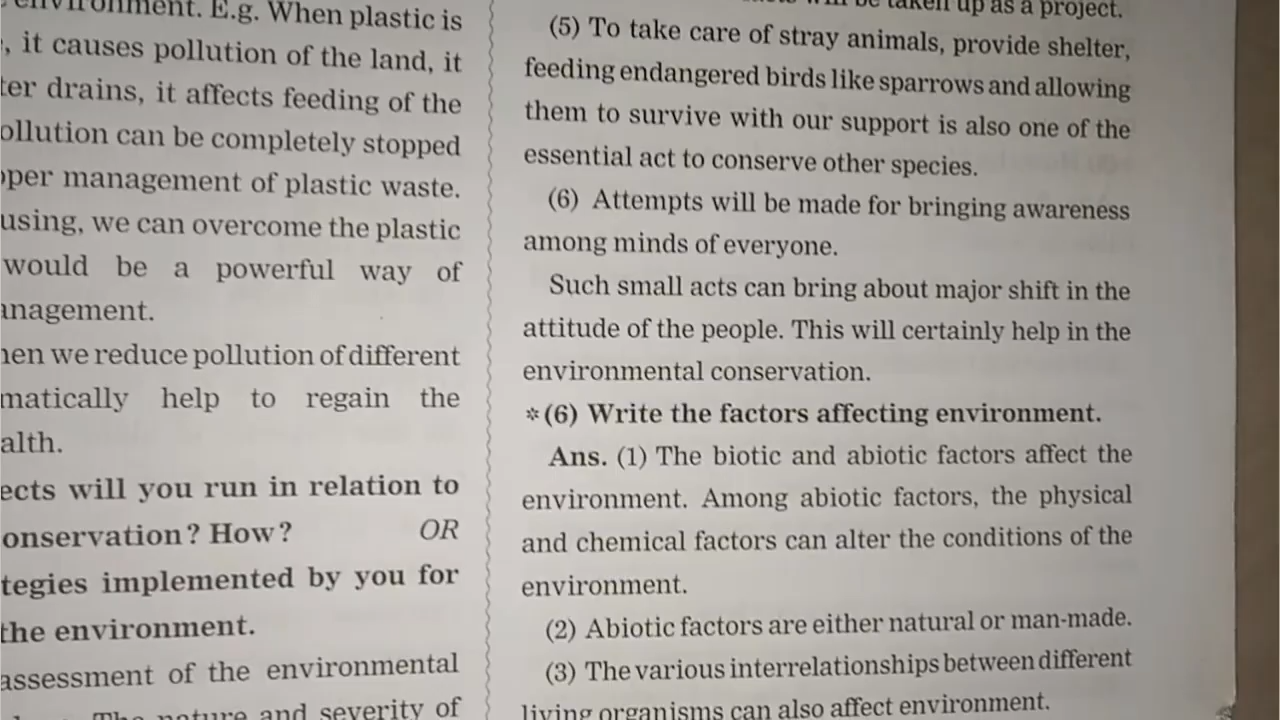 environment. E.g. When plastic is
, it causes pollution of the land, it
ter drains, it affects feeding of the
ollution can be completely stopped
oper management of plastic waste.
using, we can overcome the plastic
would be a powerful way of
anagement.
hen we reduce pollution of different
matically help to regain the
alth.
ects will you run in relation to
onservation? How? OR
tegies implemented by you for
the environment.
assessment of the environmental
The nature and severity of
will be taken up as a project.
(5) To take care of stray animals, provide shelter,
feeding endangered birds like sparrows and allowing
them to survive with our support is also one of the
essential act to conserve other species.
(6) Attempts will be made for bringing awareness
among minds of everyone.
Such small acts can bring about major shift in the
attitude of the people. This will certainly help in the
environmental conservation.
*(6) Write the factors affecting environment.
Ans. (1) The biotic and abiotic factors affect the
environment. Among abiotic factors, the physical
and chemical factors can alter the conditions of the
environment.
(2) Abiotic factors are either natural or man-made.
(3) The various interrelationships between different
living organisms can also affect environment.